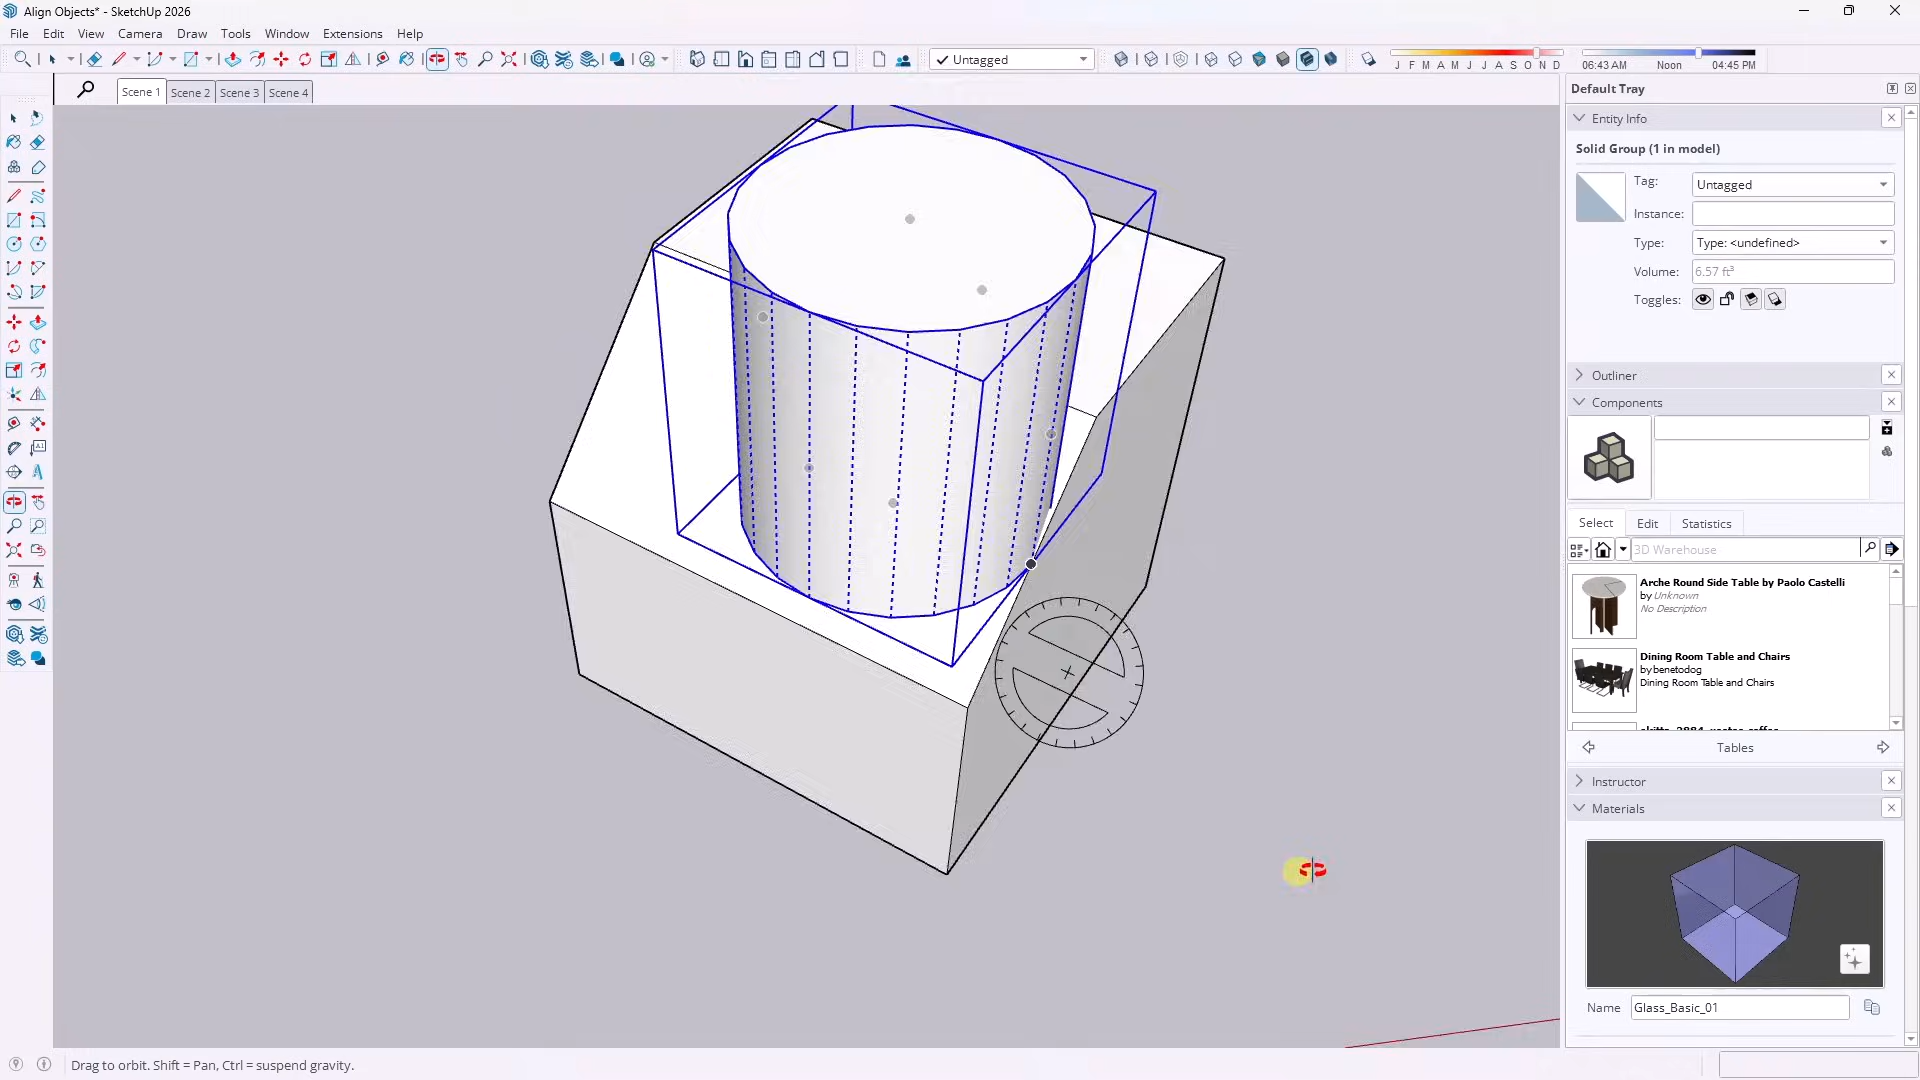 Align Objects* - SketchUp 2026
File Edit View Camera Draw Tools Window Extensions Help
Untagged
J F M A M J J A S O N D
06:43 AM Noon 04:45 PM
Scene 1 Scene 2 Scene 3 Scene 4
Default Tray
Entity Info
Solid Group (1 in model)
Tag: Untagged
Instance:
Type: Type: <undefined>
Volume: 6.57 ft³
Toggles:
Outliner
Components
Select Edit Statistics
3D Warehouse
Arche Round Side Table by Paolo Castelli
by Unknown
No Description
Dining Room Table and Chairs
by benetodog
Dining Room Table and Chairs
Tables
Instructor
Materials
Name Glass_Basic_01
Drag to orbit. Shift = Pan, Ctrl = suspend gravity.